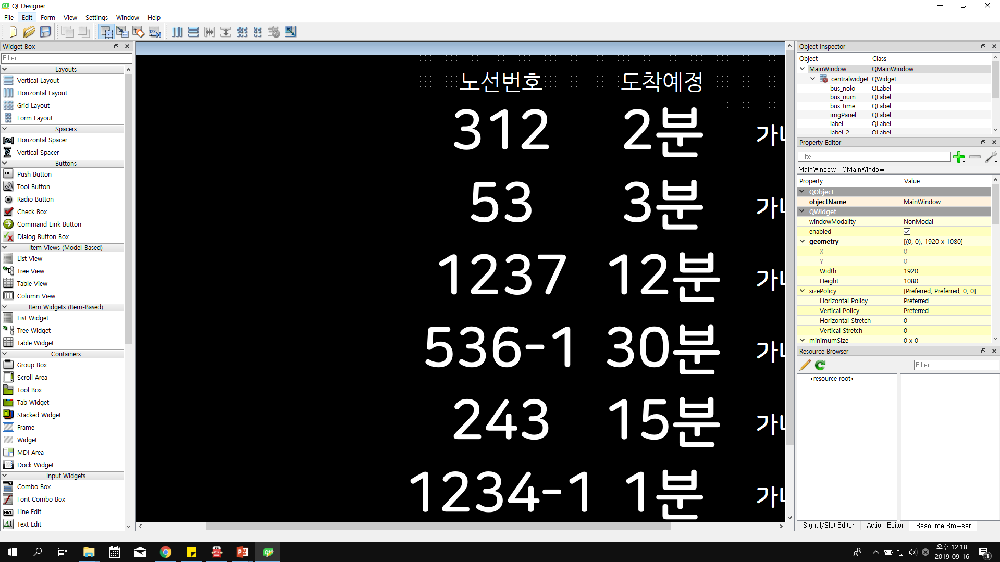 Qt Designer
File Edit Form View Settings Window Help
Widget Box
Filter
Layouts
Vertical Layout
Horizontal Layout
Grid Layout
Form Layout
Spacers
Horizontal Spacer
Vertical Spacer
Buttons
Push Button
Tool Button
Radio Button
Check Box
Command Link Button
Dialog Button Box
Item Views (Model-Based)
List View
Tree View
Table View
Column View
Item Widgets (Item-Based)
List Widget
Tree Widget
Table Widget
Containers
Group Box
Scroll Area
Tool Box
Tab Widget
Stacked Widget
Frame
Widget
MDI Area
Dock Widget
Input Widgets
Combo Box
Font Combo Box
Line Edit
Text Edit
노선번호 도착예정
312 2분 가
53 3분 가
1237 12분 가
536-1 30분 가
243 15분 가
1234-1 1분 가
Object Inspector
Object Class
MainWindow QMainWindow
centralwidget QWidget
bus_nolo QLabel
bus_num QLabel
bus_time QLabel
imgPanel QLabel
label QLabel
label_2 QLabel
Property Editor
Filter
MainWindow : QMainWindow
Property Value
QObject
objectName MainWindow
QWidget
windowModality NonModal
enabled
geometry [(0, 0), 1920 x 1080]
X 0
Y 0
Width 1920
Height 1080
sizePolicy [Preferred, Preferred, 0, 0]
Horizontal Policy Preferred
Vertical Policy Preferred
Horizontal Stretch 0
Vertical Stretch 0
minimumSize 0 x 0
Resource Browser
Filter
<resource root>
Signal/Slot Editor Action Editor Resource Browser
오후 12:18
2019-09-16
3